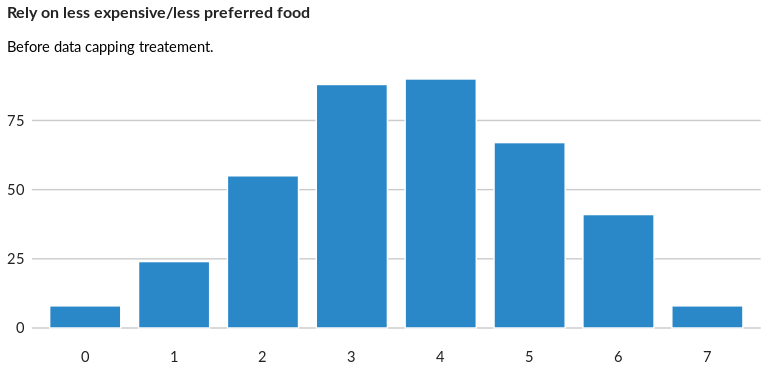 Rely on less expensive/less preferred food
Before data capping treatement.
75
50
25
0
0 1 2 3 4 5 6 7